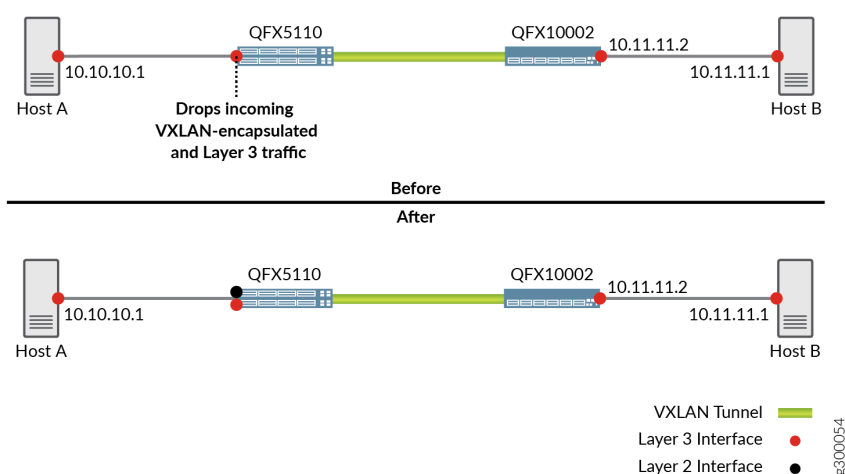 QFX5110
QFX10002
10.11.11.2
10.10.10.1
10.11.11.1
Host A
Drops incoming
VXLAN-encapsulated
and Layer 3 traffic
Host B
Before
After
QFX5110
QFX10002
10.11.11.2
10.10.10.1
10.11.11.1
Host A
Host B
VXLAN Tunnel
Layer 3 Interface
Layer 2 Interface
g300054